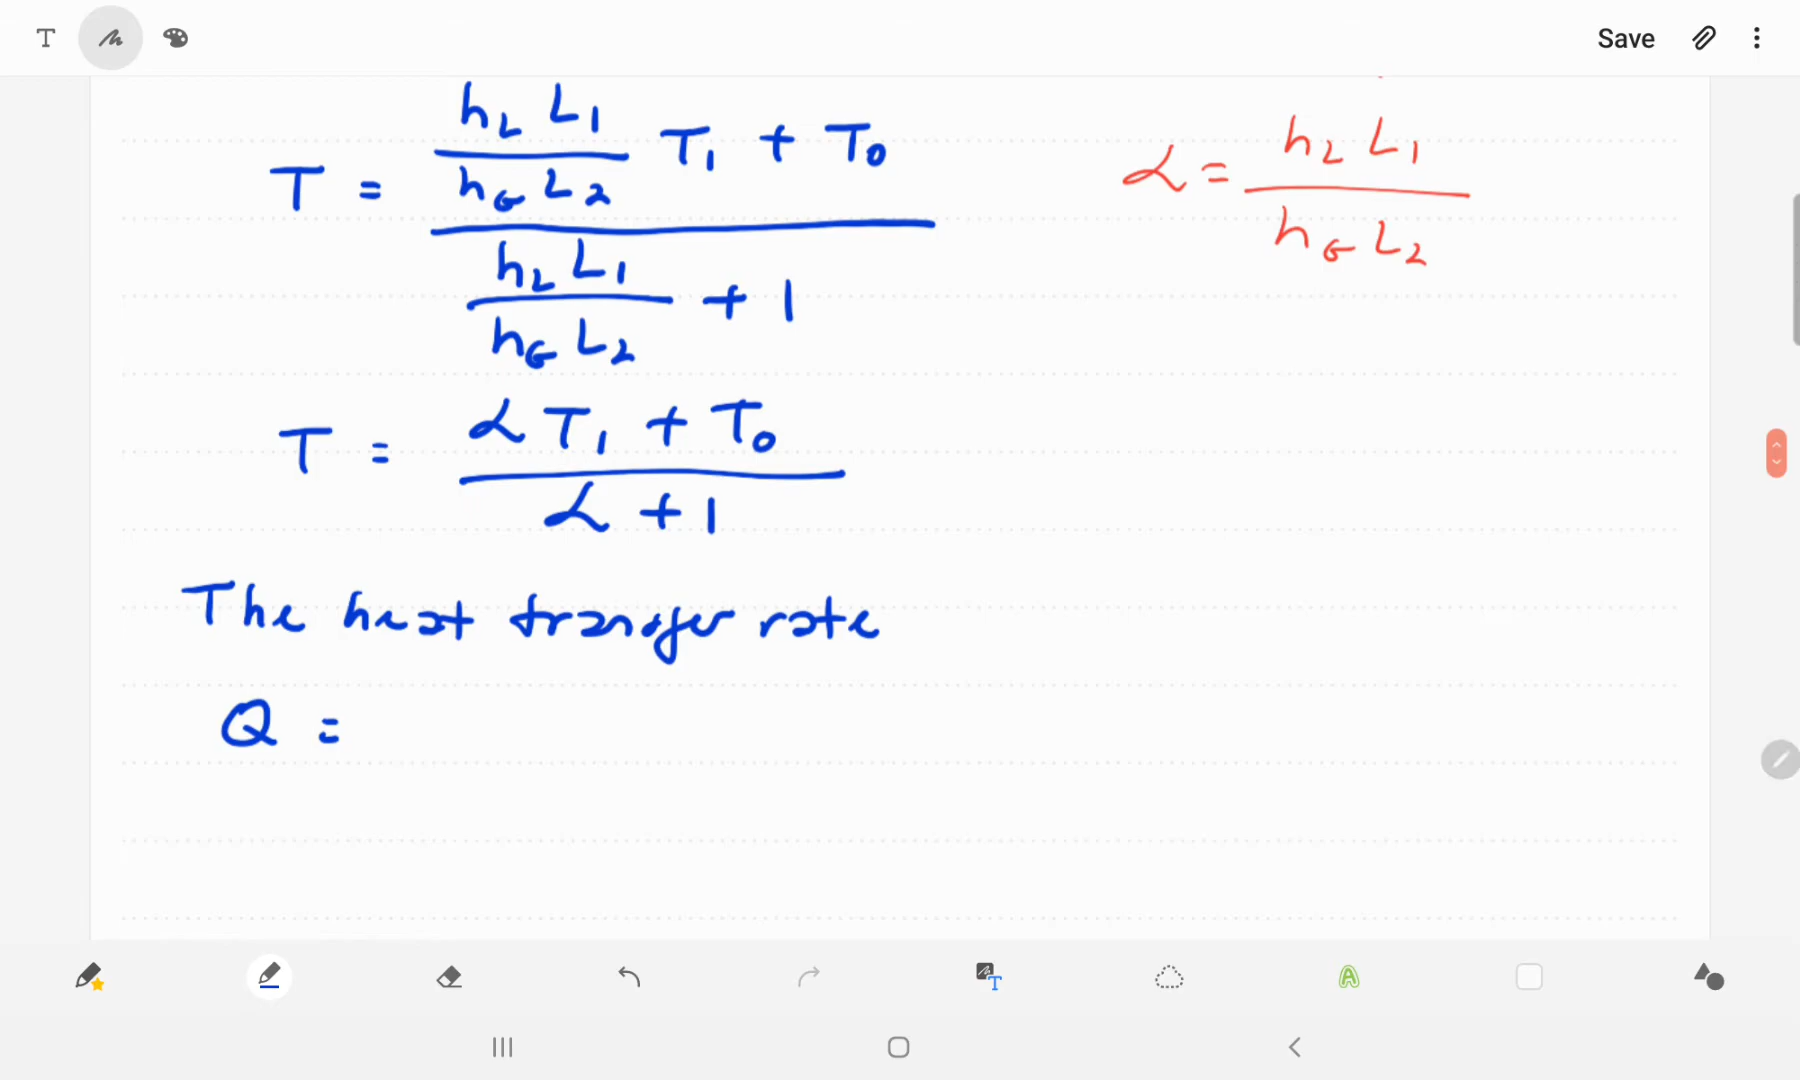 Save
T = (h_L L_1 / h_G L_2 T_1 + T_0) / (h_L L_1 / h_G L_2 + 1)
α = h_L L_1 / h_G L_2
T = (α T_1 + T_0) / (α + 1)
The heat transfer rate
Q =